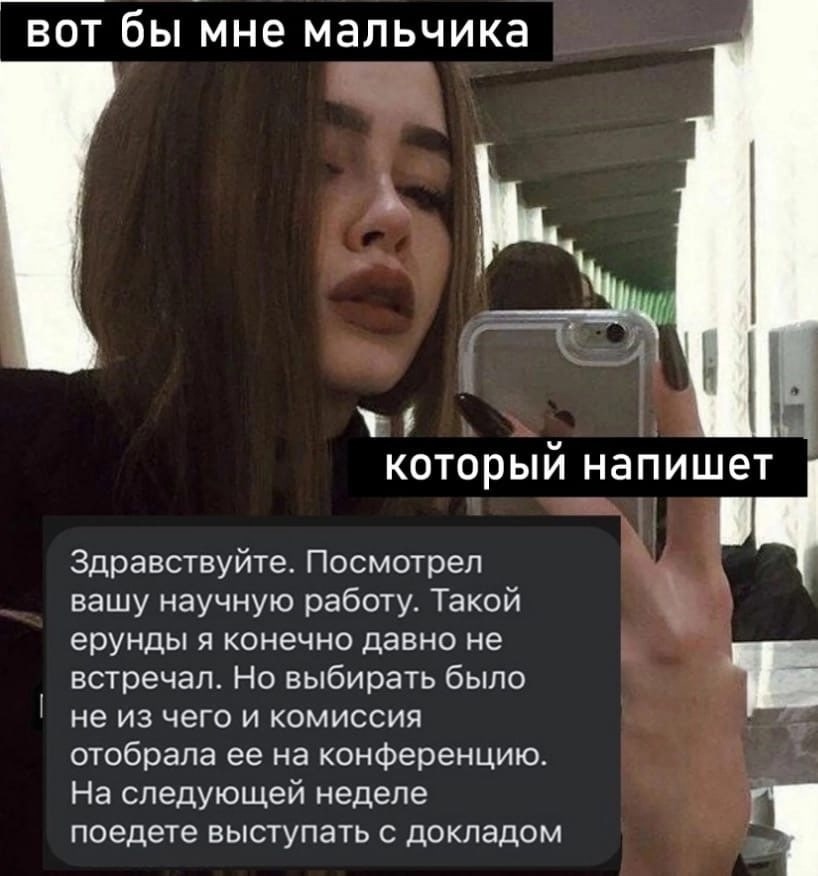 вот бы мне мальчика
который напишет
Здравствуйте. Посмотрел
вашу научную работу. Такой
ерунды я конечно давно не
встречал. Но выбирать было
не из чего и комиссия
отобрала ее на конференцию.
На следующей неделе
поедете выступать с докладом